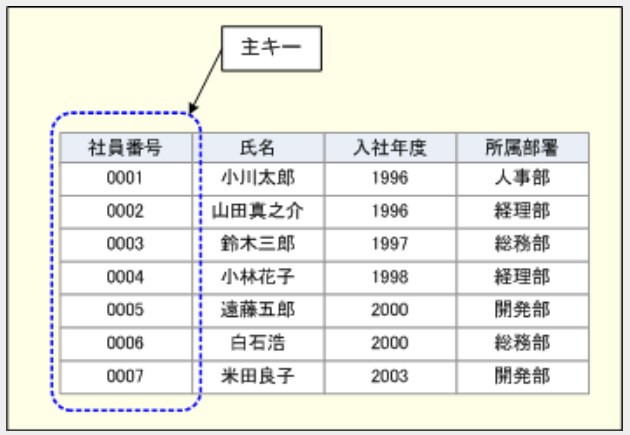 主キー
社員番号 氏名 入社年度 所属部署
0001 小川太郎 1996 人事部
0002 山田真之介 1996 経理部
0003 鈴木三郎 1997 総務部
0004 小林花子 1998 経理部
0005 遠藤五郎 2000 開発部
0006 白石浩 2000 総務部
0007 米田良子 2003 開発部